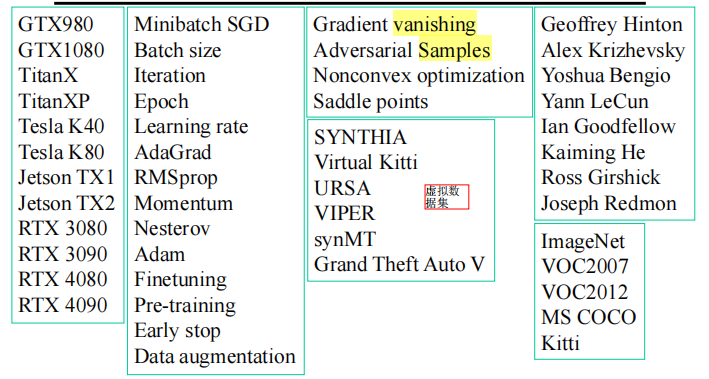 GTX980
GTX1080
TitanX
TitanXP
Tesla K40
Tesla K80
Jetson TX1
Jetson TX2
RTX 3080
RTX 3090
RTX 4080
RTX 4090
Minibatch SGD
Batch size
Iteration
Epoch
Learning rate
AdaGrad
RMSprop
Momentum
Nesterov
Adam
Finetuning
Pre-training
Early stop
Data augmentation
Gradient vanishing
Adversarial Samples
Nonconvex optimization
Saddle points
SYNTHIA
Virtual Kitti
URSA
VIPER
synMT
Grand Theft Auto V
虚拟数
据集
Geoffrey Hinton
Alex Krizhevsky
Yoshua Bengio
Yann LeCun
Ian Goodfellow
Kaiming He
Ross Girshick
Joseph Redmon
ImageNet
VOC2007
VOC2012
MS COCO
Kitti